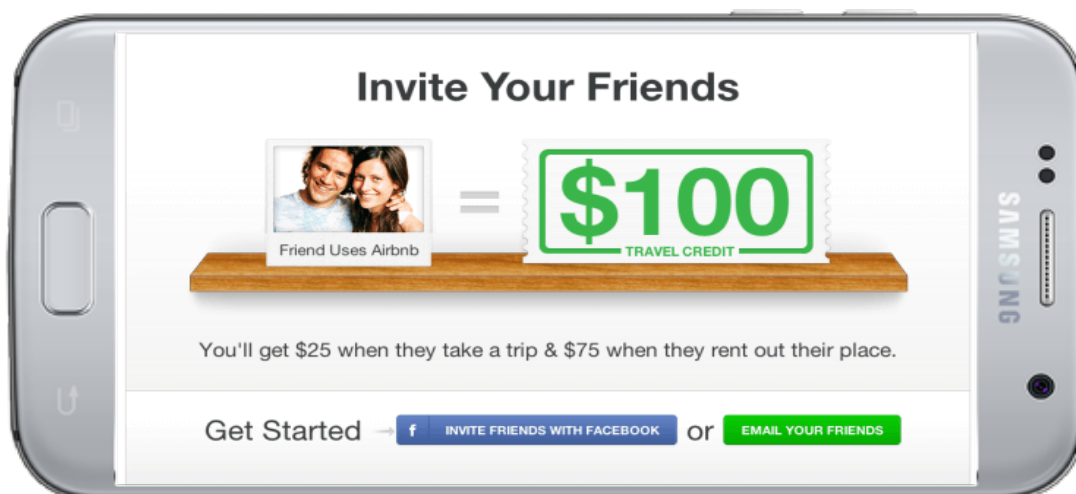 Invite Your Friends
Friend Uses Airbnb
=
$100
TRAVEL CREDIT
You'll get $25 when they take a trip & $75 when they rent out their place.
Get Started f INVITE FRIENDS WITH FACEBOOK or EMAIL YOUR FRIENDS
SAMSUNG